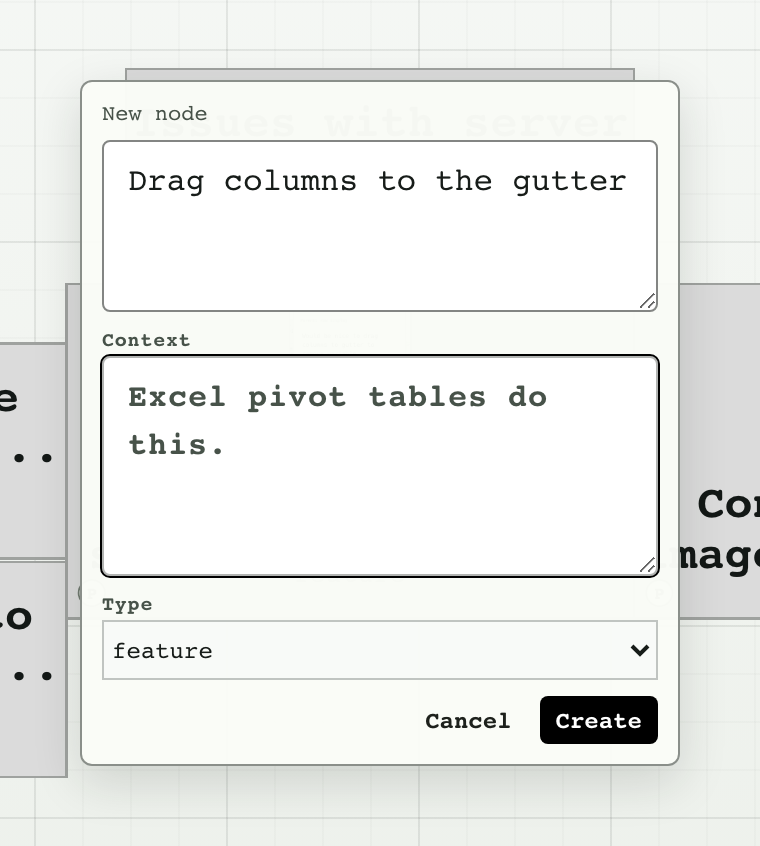 Issues with server
New node
Drag columns to the gutter
Context
Excel pivot tables do
this.
Type
feature
Cancel
Create
e
..
..